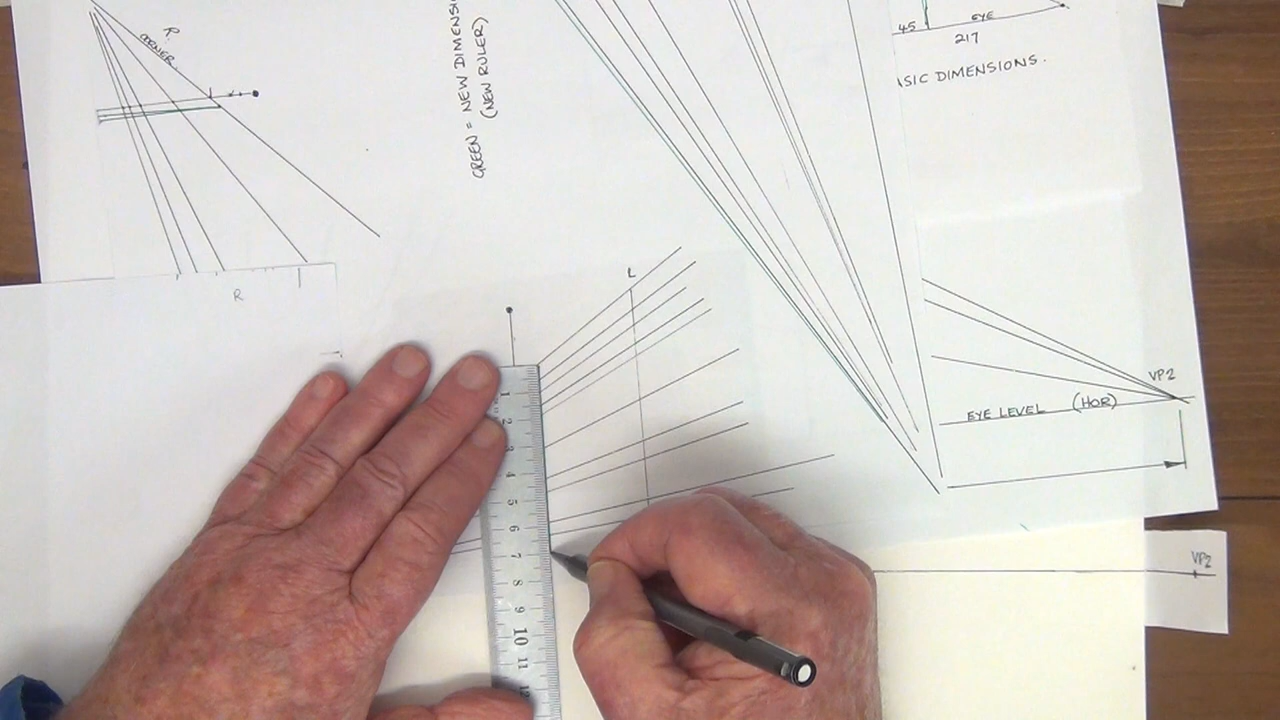 R
CORNER
GREEN = NEW DIMENSI
(NEW RULER)
45
EYE
217
ASIC DIMENSIONS.
L
R
VP2
EYE LEVEL (HOR)
1
2
3
4
5
6
7
8
9
10
11
12
VP2